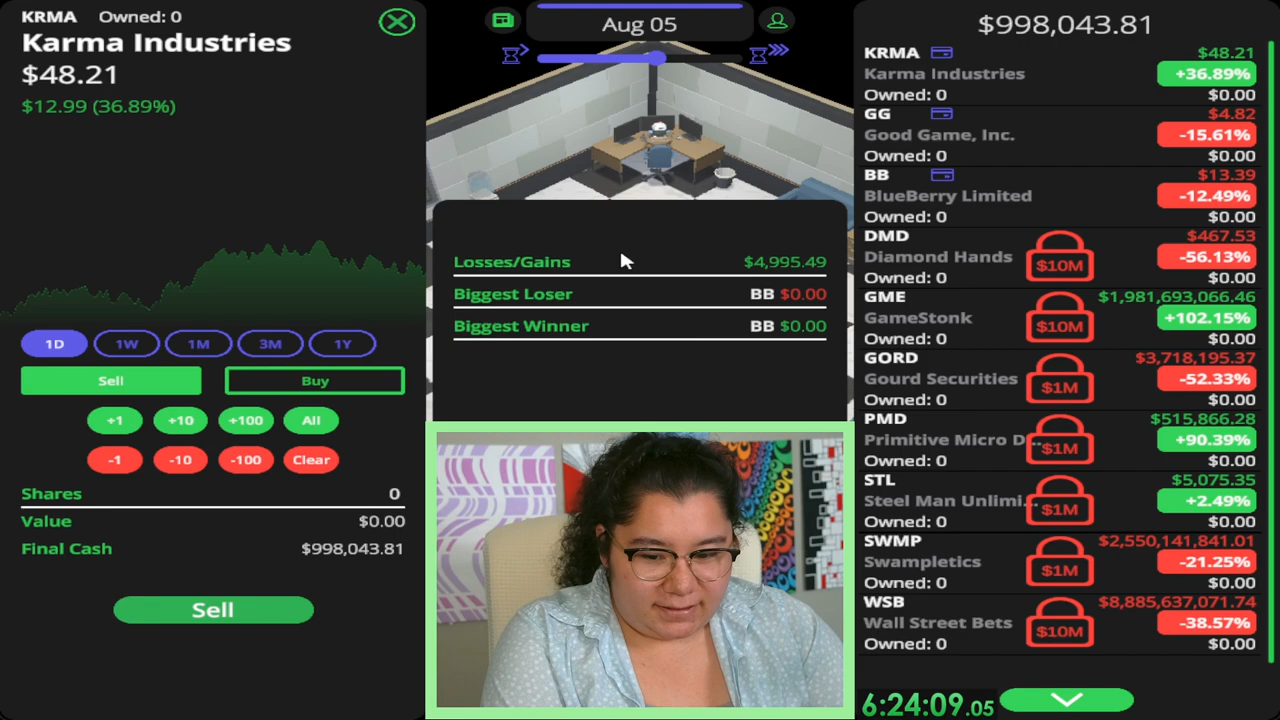 KRMA Owned: 0
Karma Industries
$48.21
$12.99 (36.89%)
1D 1W 1M 3M 1Y
Sell Buy
+1 +10 +100 All
-1 -10 -100 Clear
Shares 0
Value $0.00
Final Cash $998,043.81
Sell
Aug 05
Losses/Gains $4,995.49
Biggest Loser BB $0.00
Biggest Winner BB $0.00
$998,043.81
KRMA $48.21
Karma Industries +36.89%
Owned: 0 $0.00
GG $4.82
Good Game, Inc. -15.61%
Owned: 0 $0.00
BB $13.39
BlueBerry Limited -12.49%
Owned: 0 $0.00
DMD $467.53
Diamond Hands $10M -56.13%
Owned: 0 $0.00
GME $1,981,693,066.46
GameStonk $10M +102.15%
Owned: 0 $0.00
GORD $3,718,195.37
Gourd Securities $1M -52.33%
Owned: 0 $0.00
PMD $515,866.28
Primitive Micro D... $1M +90.39%
Owned: 0 $0.00
STL $5,075.35
Steel Man Unlimi... $1M +2.49%
Owned: 0 $0.00
SWMP $2,550,141,841.01
Swampletics $1M -21.25%
Owned: 0 $0.00
WSB $8,885,637,071.74
Wall Street Bets $10M -38.57%
Owned: 0 $0.00
6:24:09.05